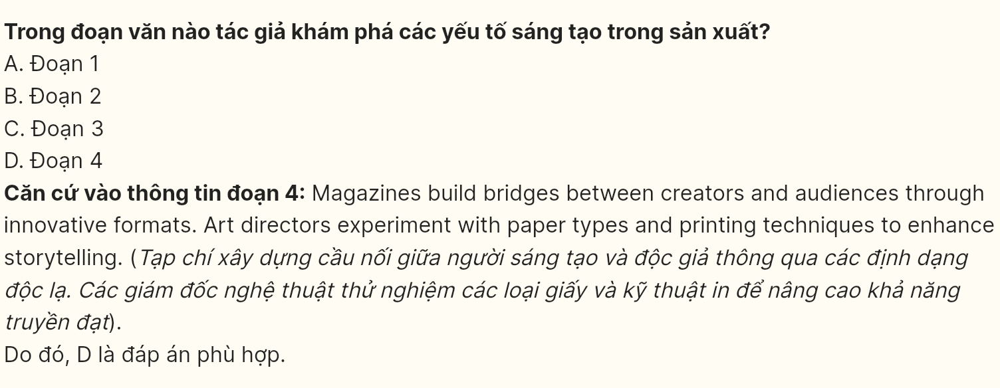 Trong đoạn văn nào tác giả khám phá các yếu tố sáng tạo trong sản xuất?
A. Đoạn 1
B. Đoạn 2
C. Đoạn 3
D. Đoạn 4
Căn cứ vào thông tin đoạn 4: Magazines build bridges between creators and audiences through
innovative formats. Art directors experiment with paper types and printing techniques to enhance
storytelling. (Tạp chí xây dựng cầu nối giữa người sáng tạo và độc giả thông qua các định dạng
độc lạ. Các giám đốc nghệ thuật thử nghiệm các loại giấy và kỹ thuật in để nâng cao khả năng
truyền đạt).
Do đó, D là đáp án phù hợp.